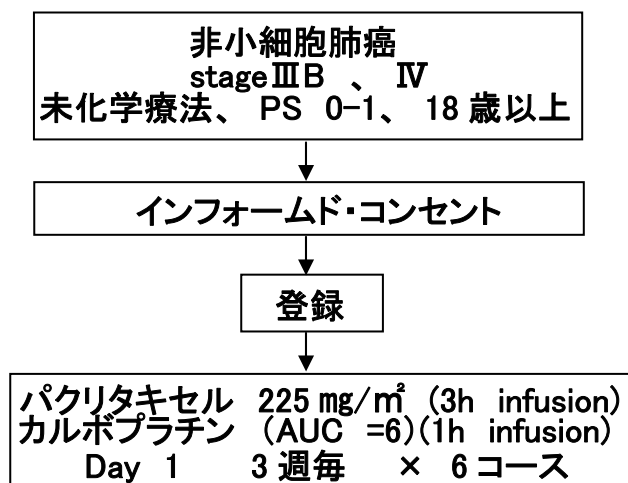 非小細胞肺癌
stageⅢB 、 Ⅳ
未化学療法、 PS 0-1、 18 歳以上
インフォームド・コンセント
登録
パクリタキセル 225 ㎎/㎡ (3h infusion)
カルボプラチン (AUC =6)(1h infusion)
Day 1 3 週毎 × 6 コース